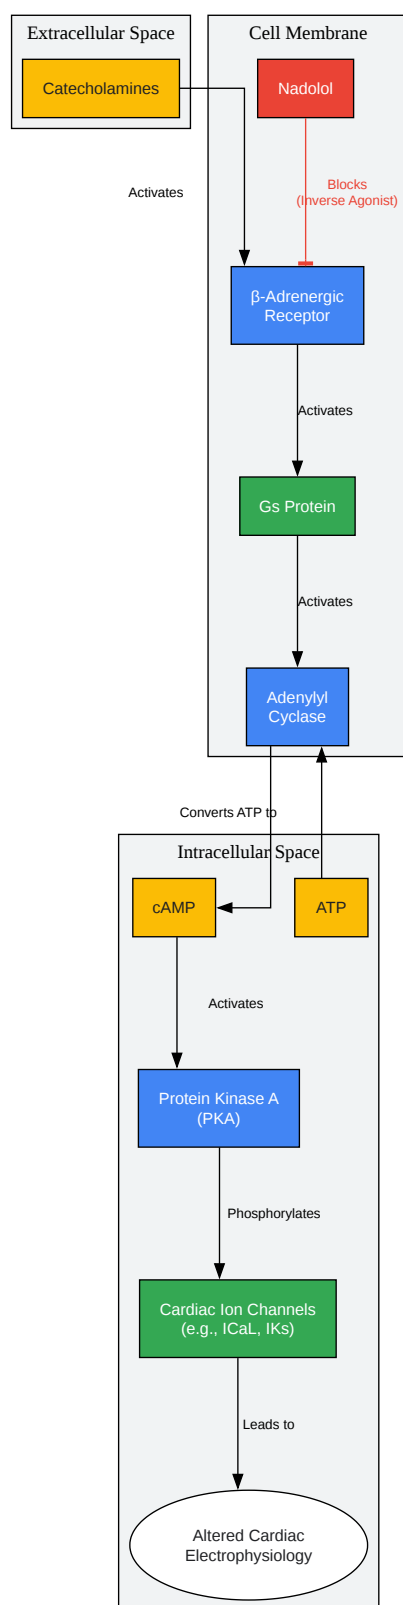 Extracellular Space
Cell Membrane
Catecholamines
Nadolol
Activates
Blocks
(Inverse Agonist)
β-Adrenergic
Receptor
Activates
Gs Protein
Activates
Adenylyl
Cyclase
Converts ATP to
Intracellular Space
cAMP
ATP
Activates
Protein Kinase A
(PKA)
Phosphorylates
Cardiac Ion Channels
(e.g., ICaL, IKs)
Leads to
Altered Cardiac
Electrophysiology